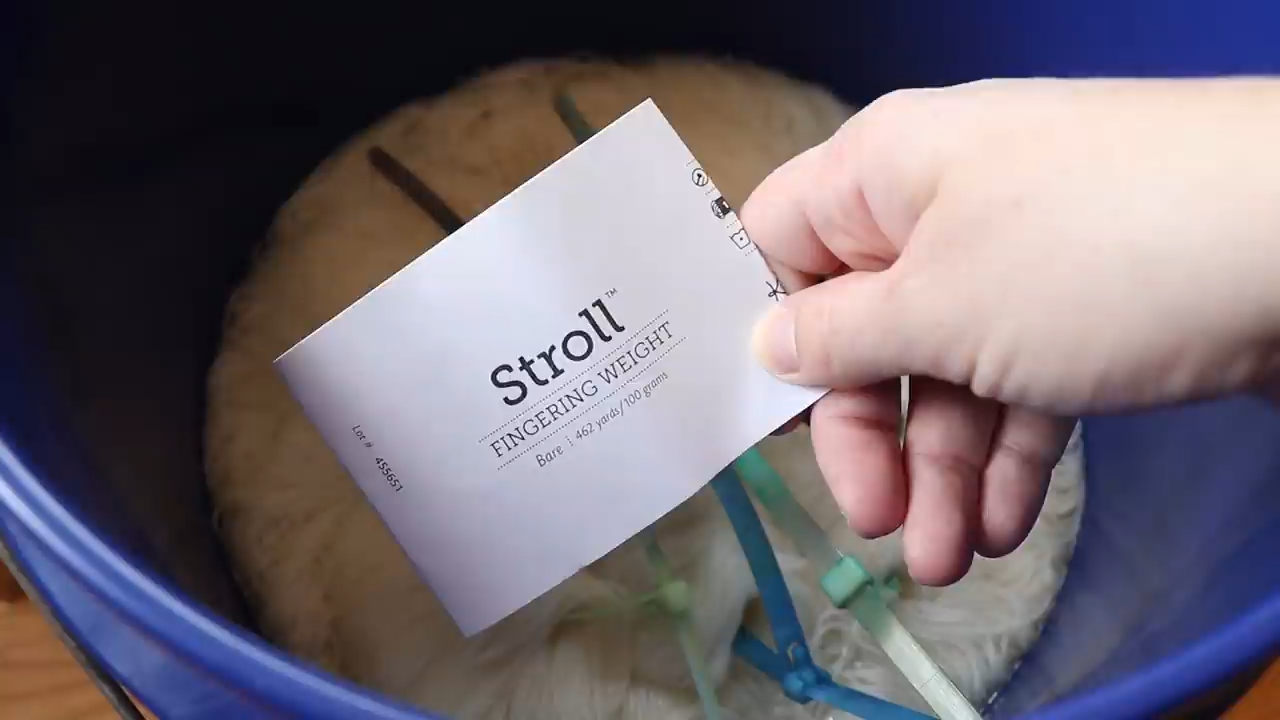 Stroll™
FINGERING WEIGHT
Bare | 462 yards/100 grams
Lot # 455651